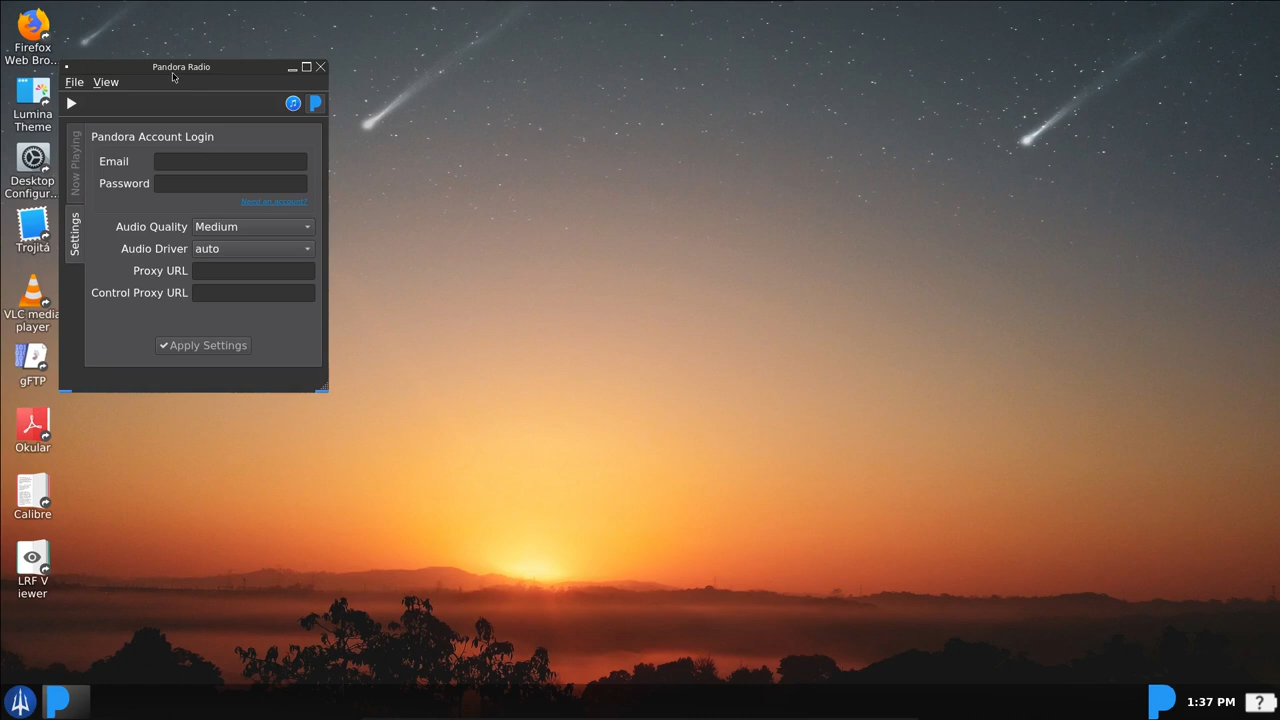 Firefox
Web Bro...
Lumina
Theme
Desktop
Configur...
Trojitá
VLC media
player
gFTP
Okular
Calibre
LRF V
iewer
Pandora Radio
File View
Now Playing
Settings
Pandora Account Login
Email
Password
Need an account?
Audio Quality Medium
Audio Driver auto
Proxy URL
Control Proxy URL
Apply Settings
1:37 PM
?